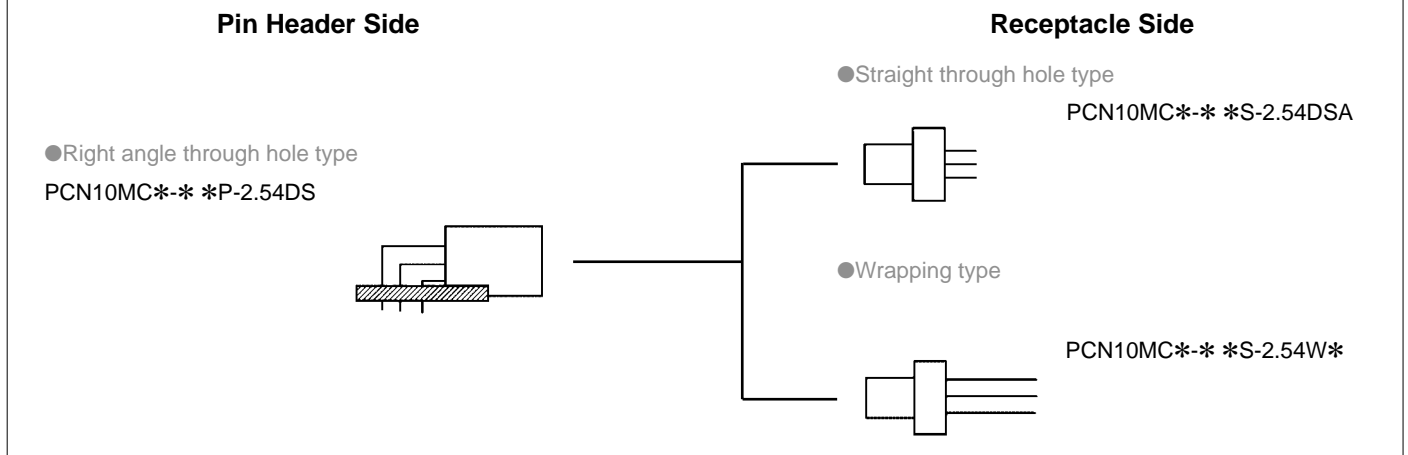 Pin Header Side
Receptacle Side
●Right angle through hole type
PCN10MC✻-✻ ✻P-2.54DS
●Straight through hole type
PCN10MC✻-✻ ✻S-2.54DSA
●Wrapping type
PCN10MC✻-✻ ✻S-2.54W✻